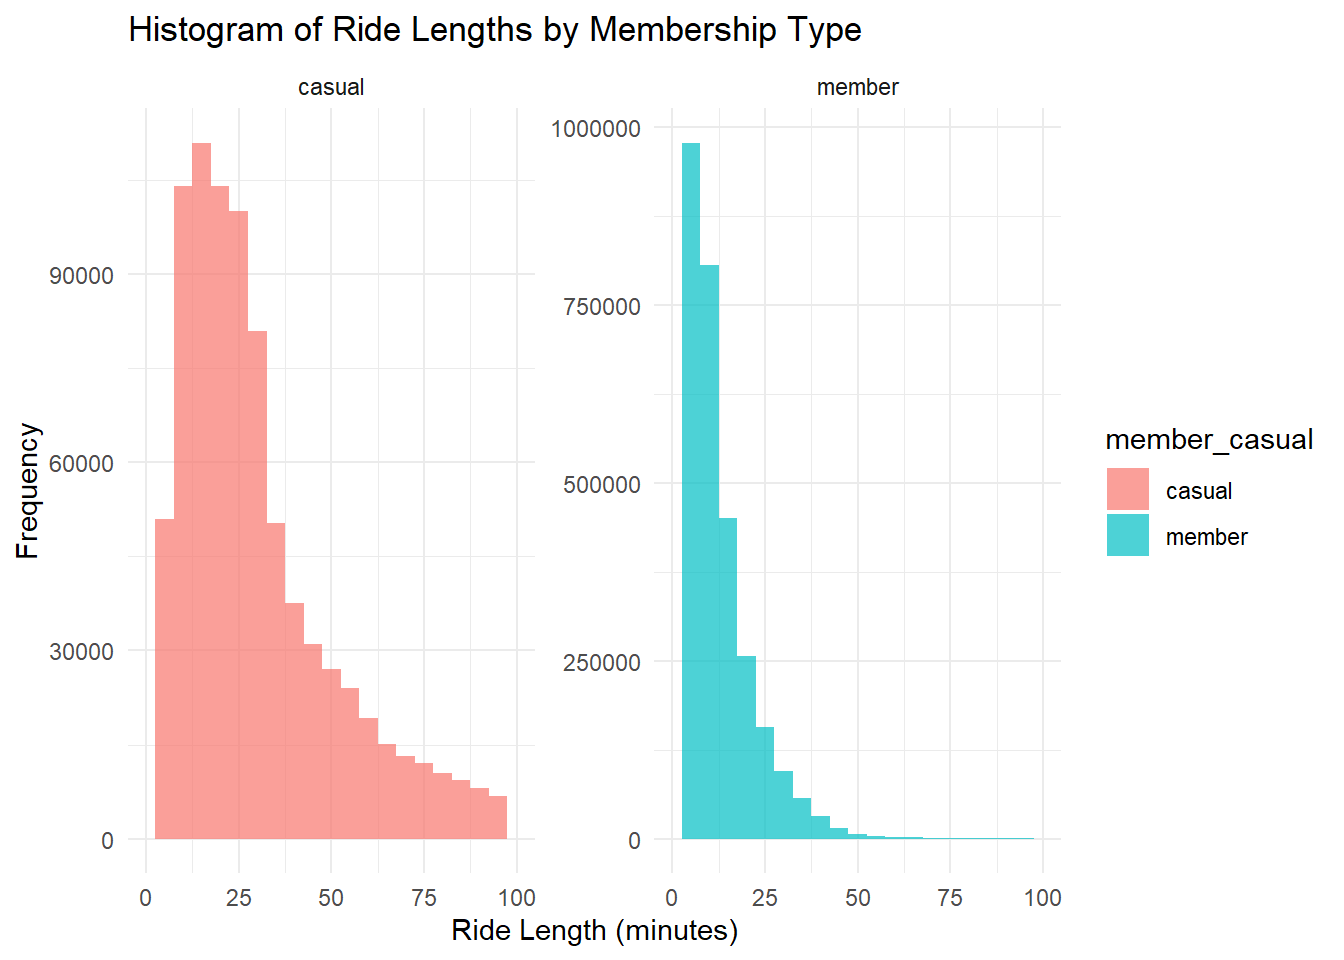 Histogram of Ride Lengths by Membership Type
casual
member
90000
60000
30000
0
1000000
750000
500000
250000
0
0 25 50 75 100
0 25 50 75 100
Frequency
Ride Length (minutes)
member_casual
casual
member